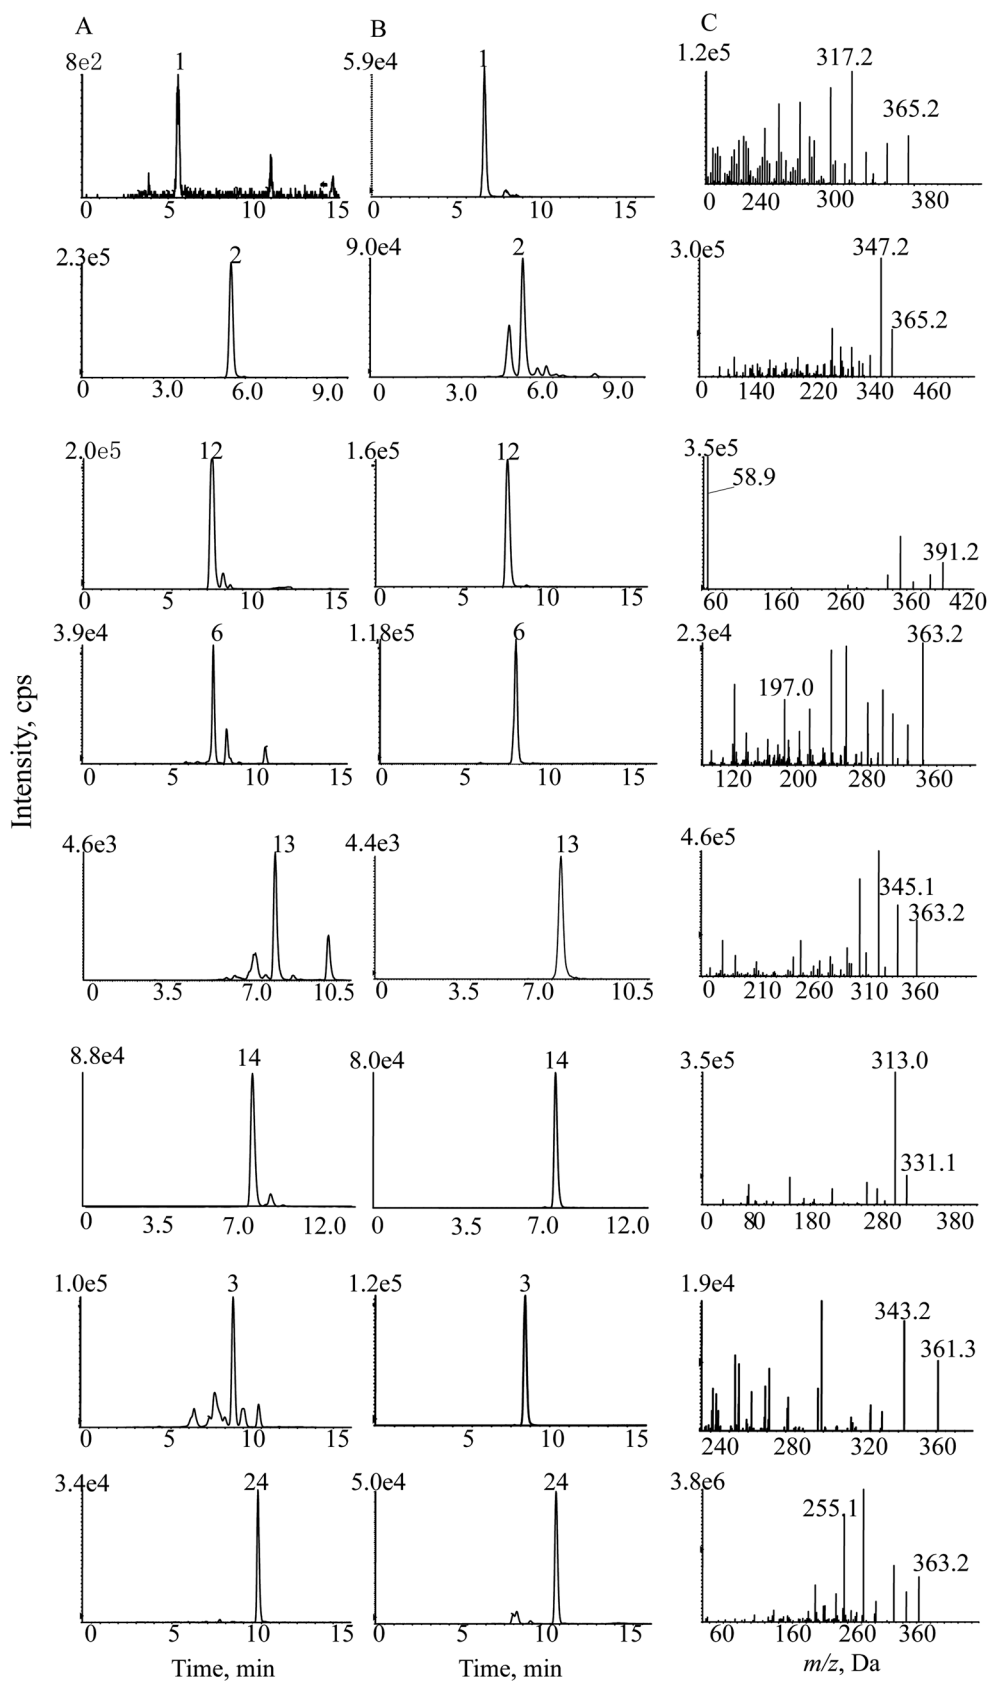 A B C
8e2 1 5.9e4 1 1.2e5 317.2
365.2
0 5 10 15 0 5 10 15 0 240 300 380
2.3e5 2 9.0e4 2 3.0e5 347.2
365.2
0 3.0 6.0 9.0 0 3.0 6.0 9.0 0 140 220 340 460
2.0e5 12 1.6e5 12 3.5e5
58.9
391.2
0 5 10 15 0 5 10 15 60 160 260 360 420
3.9e4 6 1.18e5 6 2.3e4 363.2
197.0
0 5 10 15 0 5 10 15 120 200 280 360
Intensity, cps
4.6e3 13 4.4e3 13 4.6e5
345.1
363.2
0 3.5 7.0 10.5 0 3.5 7.0 10.5 0 210 260 310 360
8.8e4 14 8.0e4 14 3.5e5 313.0
331.1
0 3.5 7.0 12.0 0 3.5 7.0 12.0 0 80 180 280 380
1.0e5 3 1.2e5 3 1.9e4
343.2
361.3
0 5 10 15 5 10 15 240 280 320 360
3.4e4 24 5.0e4 24 3.8e6
255.1
363.2
0 5 10 15 0 5 10 15 60 160 260 360
Time, min Time, min m/z, Da